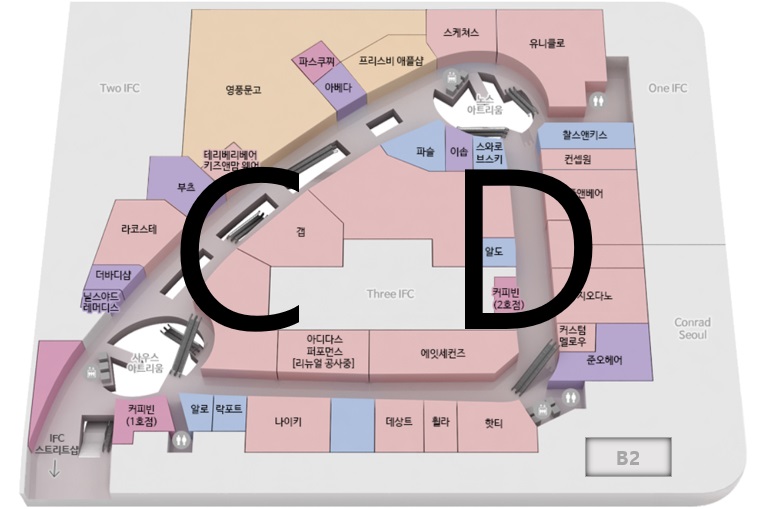 스케쳐스
유니클로
파스쿠찌
프리스비 애플샵
Two IFC
영풍문고
아베다
노스
아트리움
One IFC
테리베리베어
키즈앤맘 웨어
파슬
이솝
스와로
브스키
찰스앤키스
컨셉원
부츠
앤베어
C D
라코스테
갭
더바디샵
닐스야드
레머디스
알도
커피빈
(2호점)
Three IFC
지오다노
Conrad
Seoul
커스텀
멜로우
준오헤어
사우스
아트리움
아디다스
퍼포먼스
[리뉴얼 공사중]
에잇세컨즈
커피빈
(1호점)
알로
락포트
나이키
데상트
휠라
핫티
IFC
스트리트샵
↓
B2